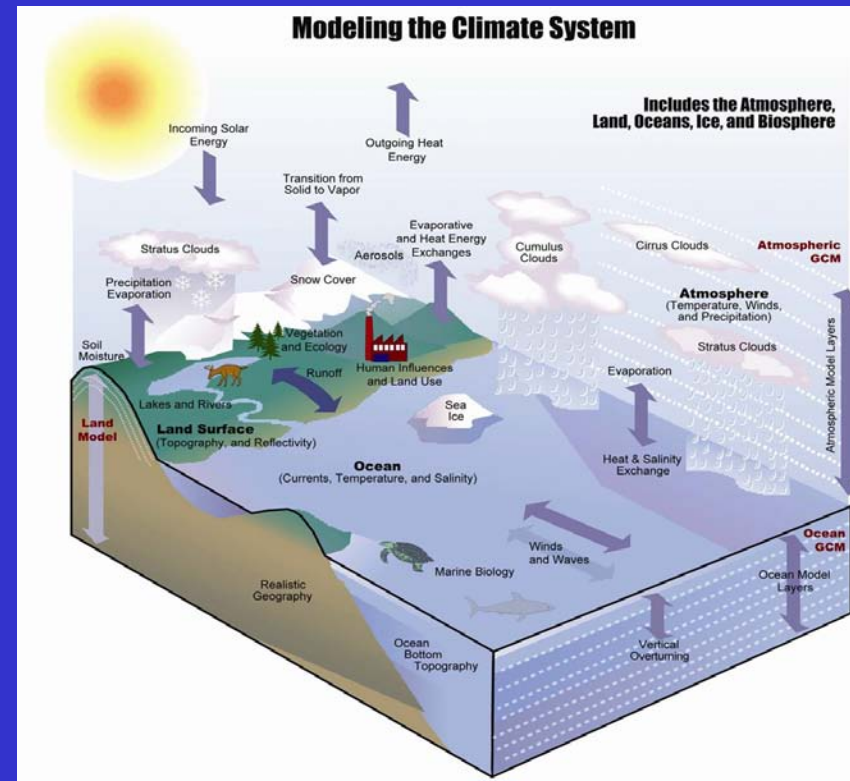 Modeling the Climate System
Includes the Atmosphere,
Land, Oceans, Ice, and Biosphere
Incoming Solar
Energy
Outgoing Heat
Energy
Transition from
Solid to Vapor
Evaporative
and Heat Energy
Exchanges
Stratus Clouds
Aerosols
Cumulus
Clouds
Cirrus Clouds
Atmospheric
GCM
Precipitation
Evaporation
Snow Cover
Atmosphere
(Temperature, Winds,
and Precipitation)
Soil
Moisture
Vegetation
and Ecology
Human Influences
and Land Use
Stratus Clouds
Atmospheric Model Layers
Runoff
Evaporation
Lakes and Rivers
Land
Model
Land Surface
(Topography, and Reflectivity)
Sea
Ice
Heat & Salinity
Exchange
Ocean
(Currents, Temperature, and Salinity)
Ocean
GCM
Winds
and Waves
Marine Biology
Ocean Model
Layers
Realistic
Geography
Ocean
Bottom
Topography
Vertical
Overturning